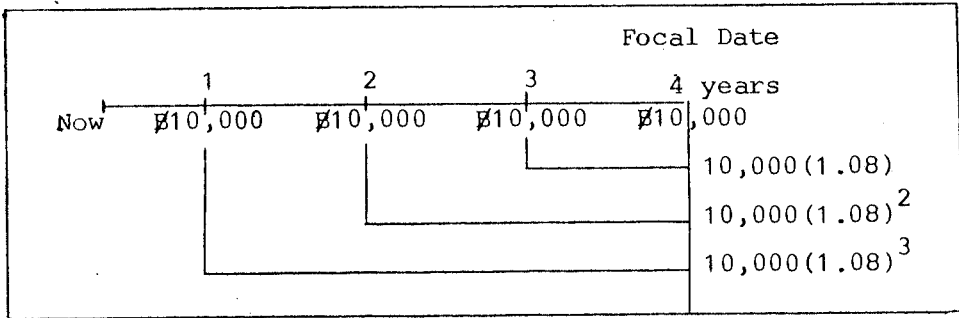 Focal Date
1 2 3 4 years
Now ฿10,000 ฿10,000 ฿10,000 ฿10,000
10,000(1.08)
10,000(1.08)²
10,000(1.08)³